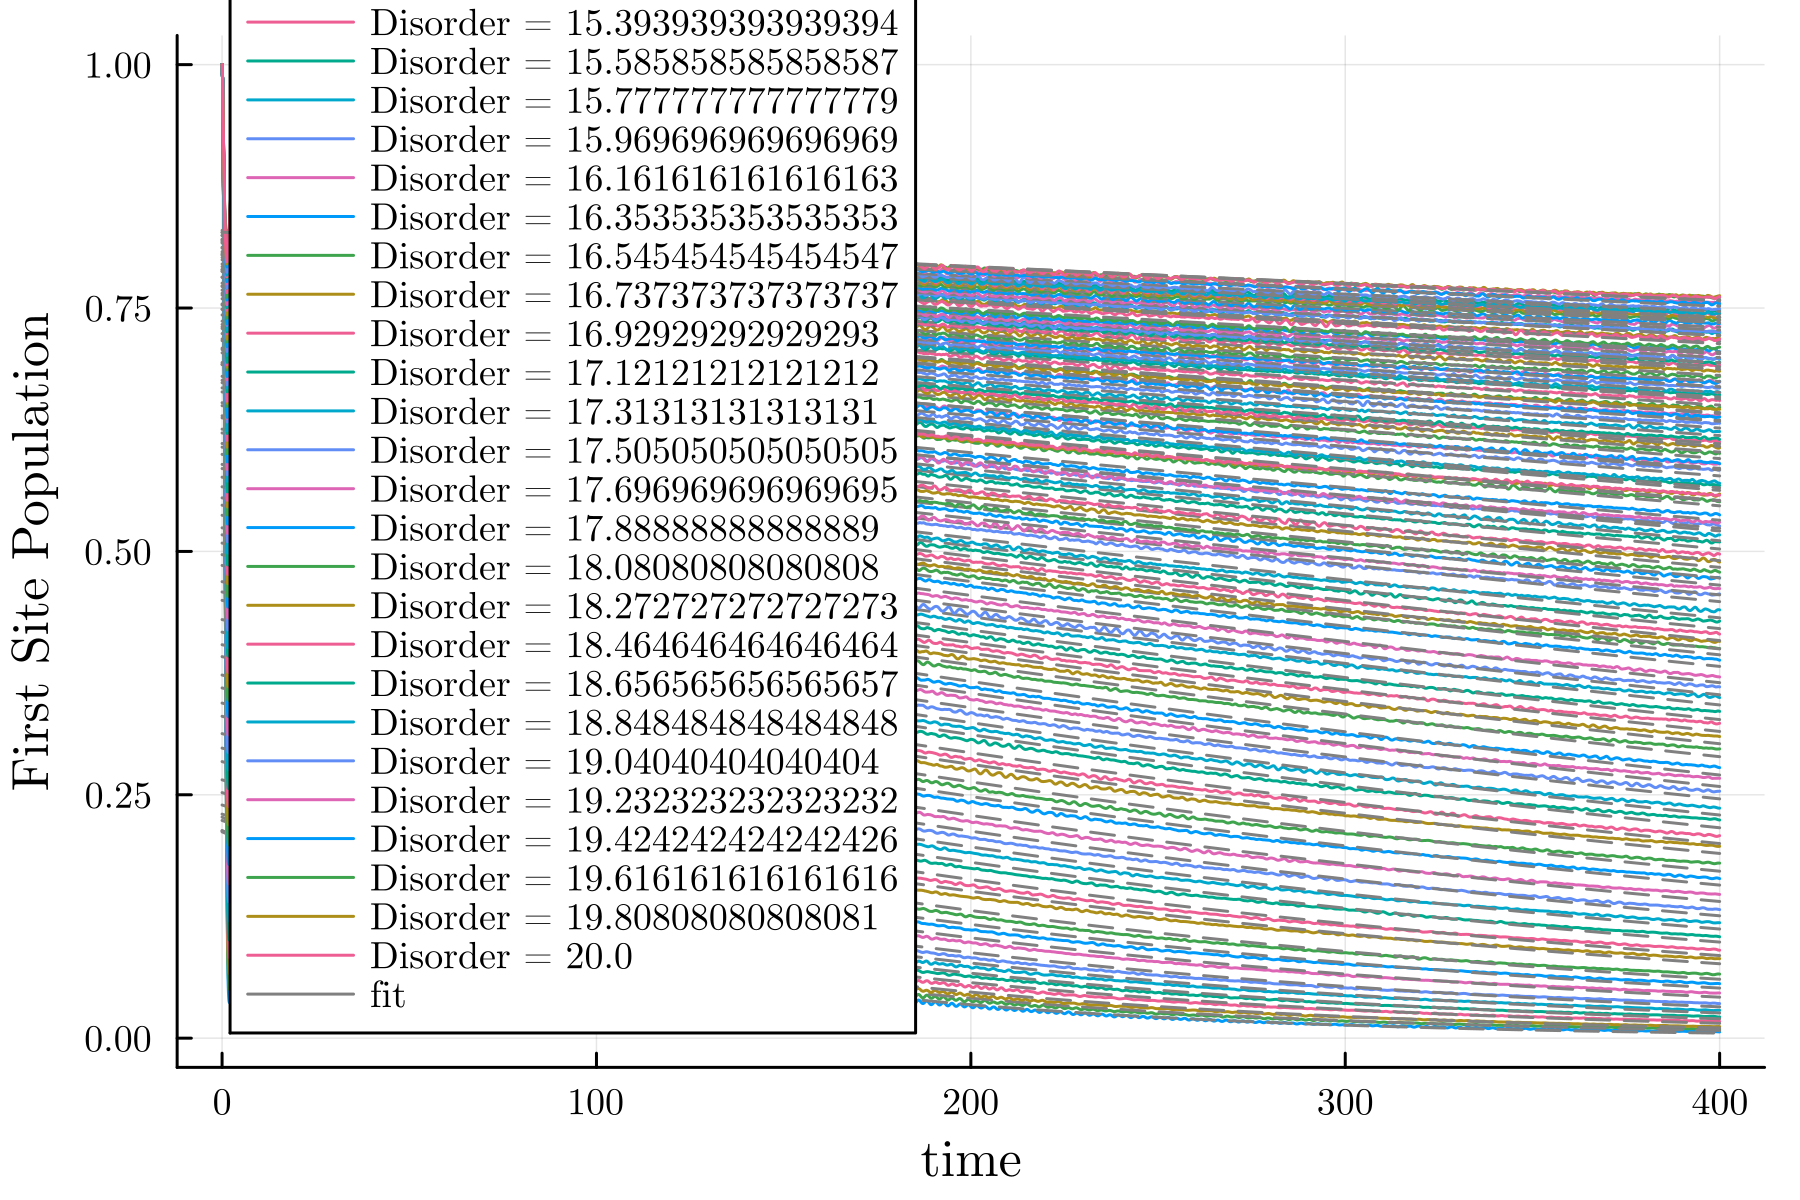 Disorder = 15.393939393939394
Disorder = 15.585858585858587
Disorder = 15.777777777777779
Disorder = 15.969696969696969
Disorder = 16.161616161616163
Disorder = 16.353535353535353
Disorder = 16.545454545454547
Disorder = 16.737373737373737
Disorder = 16.92929292929293
Disorder = 17.12121212121212
Disorder = 17.31313131313131
Disorder = 17.505050505050505
Disorder = 17.696969696969695
Disorder = 17.88888888888889
Disorder = 18.08080808080808
Disorder = 18.272727272727273
Disorder = 18.464646464646464
Disorder = 18.656565656565657
Disorder = 18.848484848484848
Disorder = 19.04040404040404
Disorder = 19.232323232323232
Disorder = 19.424242424242426
Disorder = 19.616161616161616
Disorder = 19.80808080808081
Disorder = 20.0
fit
1.00
0.75
0.50
0.25
0.00
First Site Population
0
100
200
300
400
time